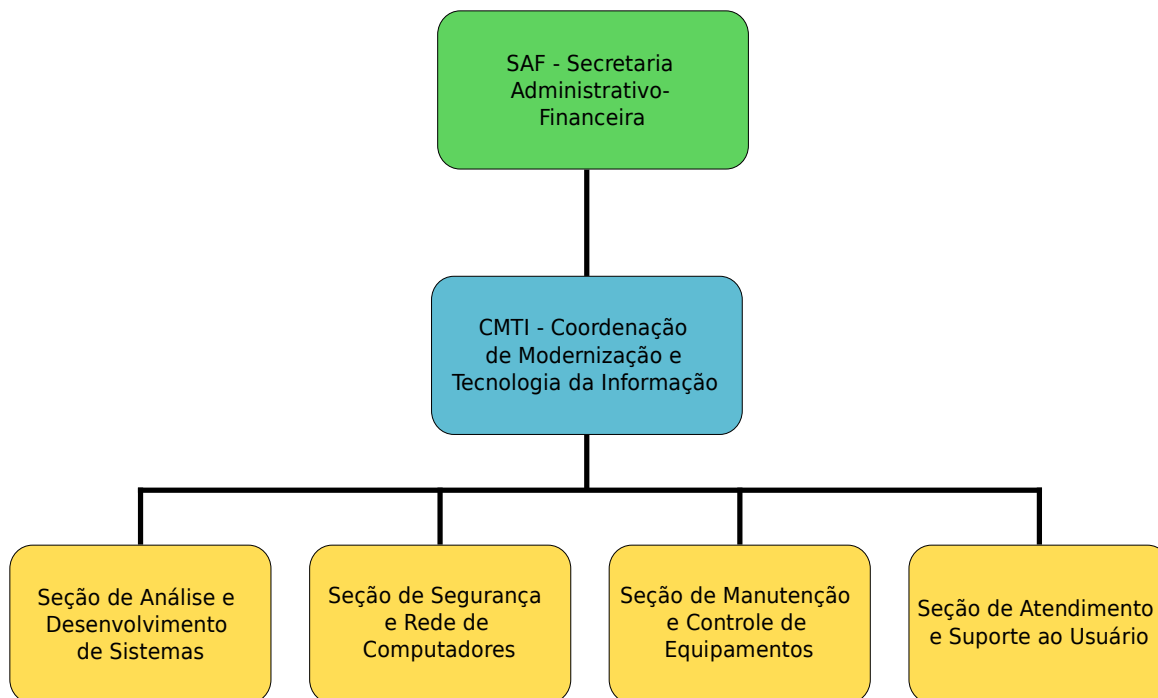 SAF - Secretaria
Administrativo-
Financeira
CMTI - Coordenação
de Modernização e
Tecnologia da Informação
Seção de Análise e
Desenvolvimento
de Sistemas
Seção de Segurança
e Rede de
Computadores
Seção de Manutenção
e Controle de
Equipamentos
Seção de Atendimento
e Suporte ao Usuário